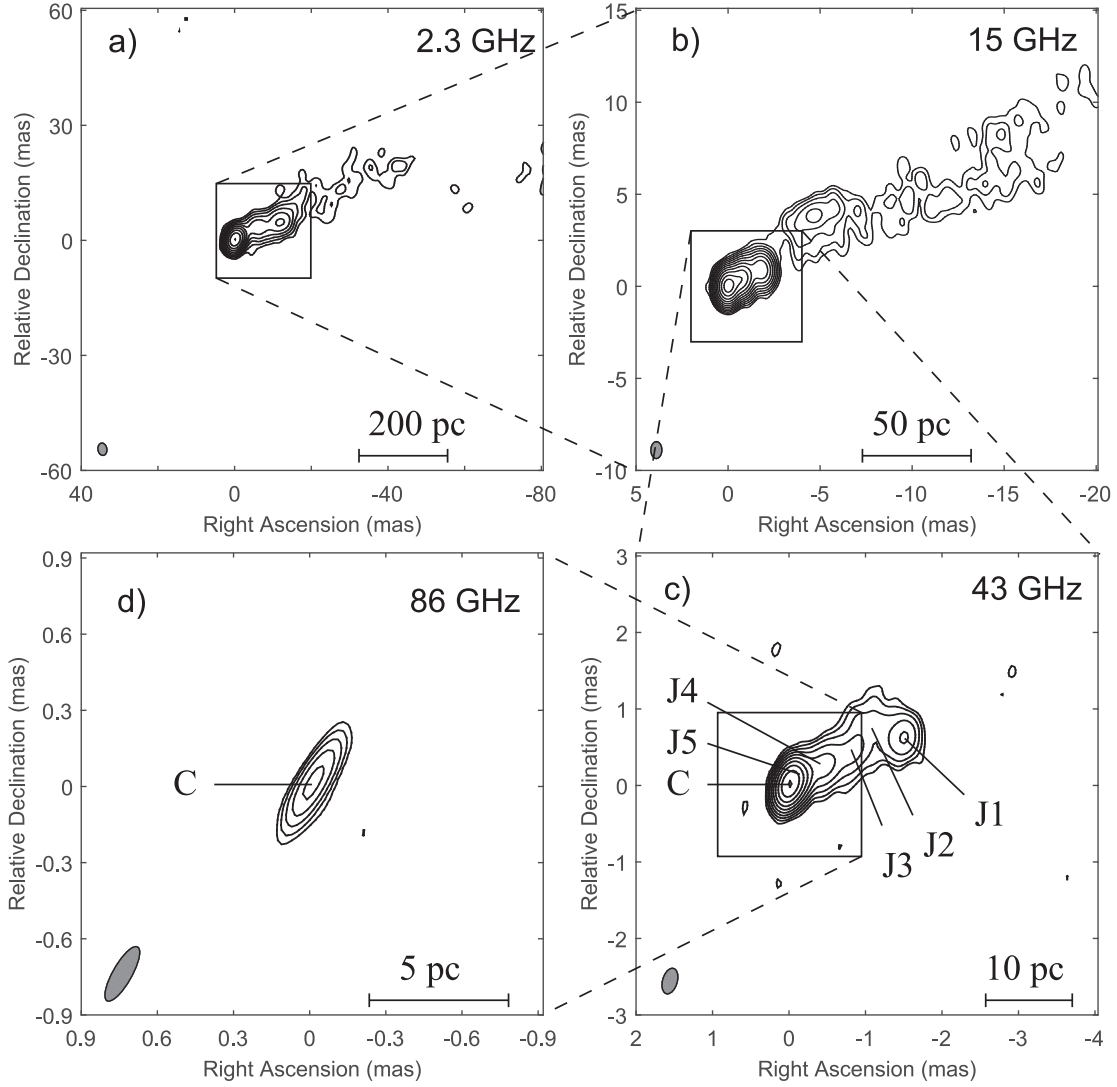 a)
2.3 GHz
60
30
0
-30
-60
40
0
-40
-80
Relative Declination (mas)
Right Ascension (mas)
200 pc
b)
15 GHz
15
10
5
0
-5
-10
5
0
-5
-10
-15
-20
Relative Declination (mas)
Right Ascension (mas)
50 pc
d)
86 GHz
0.9
0.6
0.3
0
-0.3
-0.6
-0.9
0.9
0.6
0.3
0
-0.3
-0.6
-0.9
Relative Declination (mas)
Right Ascension (mas)
C
5 pc
c)
43 GHz
3
2
1
0
-1
-2
-3
2
1
0
-1
-2
-3
-4
Relative Declination (mas)
Right Ascension (mas)
J4
J5
C
J1
J2
J3
10 pc